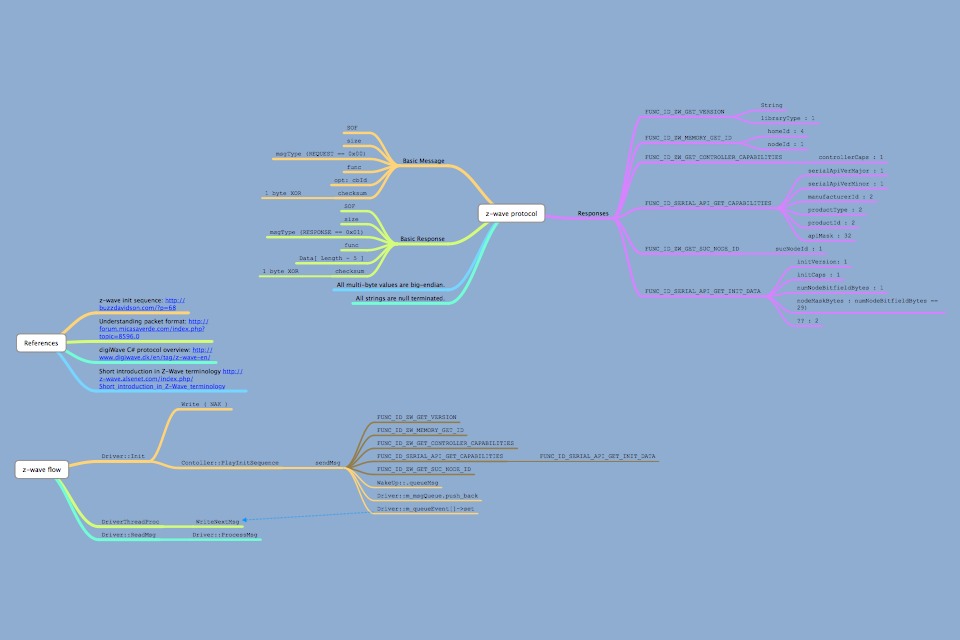 z-wave protocol
Basic Message
SOF
size
msgType (REQUEST == 0x00)
func
opt: cbId
checksum
1 byte XOR
Basic Response
SOF
size
msgType (RESPONSE == 0x01)
func
Data[ Length - 3 ]
checksum
1 byte XOR
All multi-byte values are big-endian.
All strings are null terminated.
Responses
FUNC_ID_ZW_GET_VERSION
String
libraryType : 1
FUNC_ID_ZW_MEMORY_GET_ID
homeId : 4
nodeId : 1
FUNC_ID_ZW_GET_CONTROLLER_CAPABILITIES
controllerCaps : 1
FUNC_ID_SERIAL_API_GET_CAPABILITIES
serialApiVerMajor : 1
serialApiVerMinor : 1
manufacturerId : 2
productType : 2
productId : 2
apiMask : 32
FUNC_ID_ZW_GET_SUC_NODE_ID
sucNodeId : 1
FUNC_ID_SERIAL_API_GET_INIT_DATA
initVersion: 1
initCaps : 1
numNodeBitfieldBytes : 1
nodeMaskBytes : numNodeBitfieldBytes ==
29)
?? : 2
References
z-wave init sequence: http://
buzzdavidson.com/?p=68
Understanding packet format: http://
forum.micasaverde.com/index.php?
topic=8596.0
digiWave C# protocol overview: http://
www.digiwave.dk/en/tag/z-wave-en/
Short introduction in Z-Wave terminology http://
z-wave.alsenet.com/index.php/
Short_introduction_in_Z-Wave_terminology
z-wave flow
Driver::Init
Write ( NAK )
Contoller::PlayInitSequence
sendMsg
FUNC_ID_ZW_GET_VERSION
FUNC_ID_ZW_MEMORY_GET_ID
FUNC_ID_ZW_GET_CONTROLLER_CAPABILITIES
FUNC_ID_SERIAL_API_GET_CAPABILITIES
FUNC_ID_SERIAL_API_GET_INIT_DATA
FUNC_ID_ZW_GET_SUC_NODE_ID
WakeUp::.queueMsg
Driver::m_msgQueue.push_back
Driver::m_queueEvent[]->set
DriverThreadProc
WriteNextMsg
Driver::ReadMsg
Driver::ProcessMsg